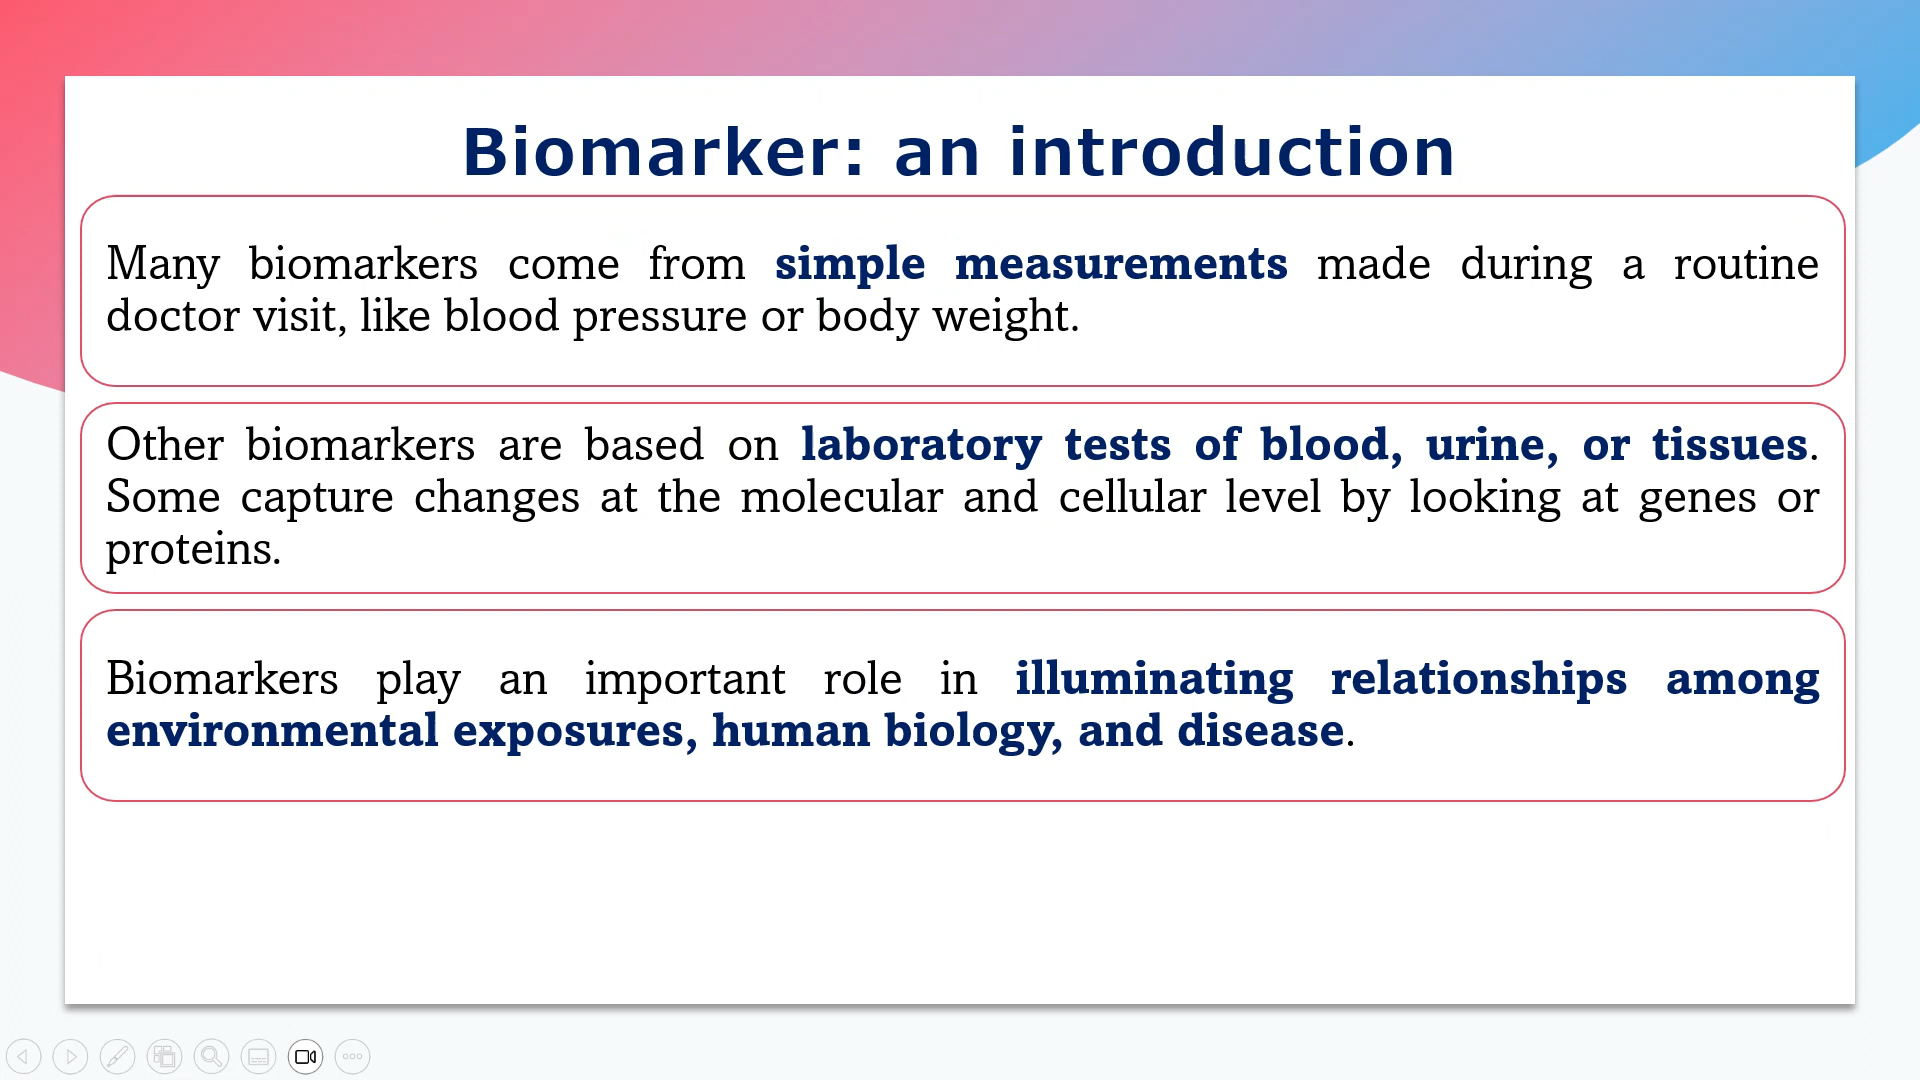 Biomarker: an introduction
Many biomarkers come from simple measurements made during a routine
doctor visit, like blood pressure or body weight.
Other biomarkers are based on laboratory tests of blood, urine, or tissues.
Some capture changes at the molecular and cellular level by looking at genes or
proteins.
Biomarkers play an important role in illuminating relationships among
environmental exposures, human biology, and disease.